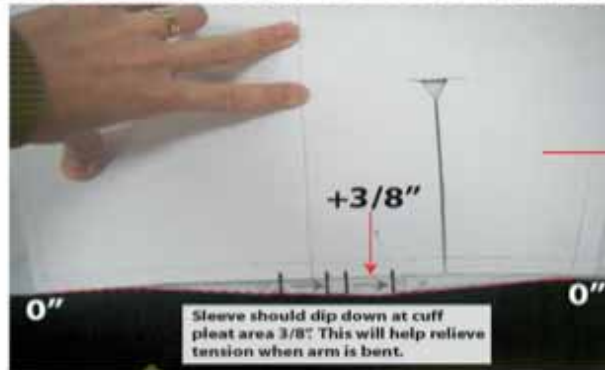 +3/8”
0”
0”
Sleeve should dip down at cuff
pleat area 3/8”. This will help relieve
tension when arm is bent.